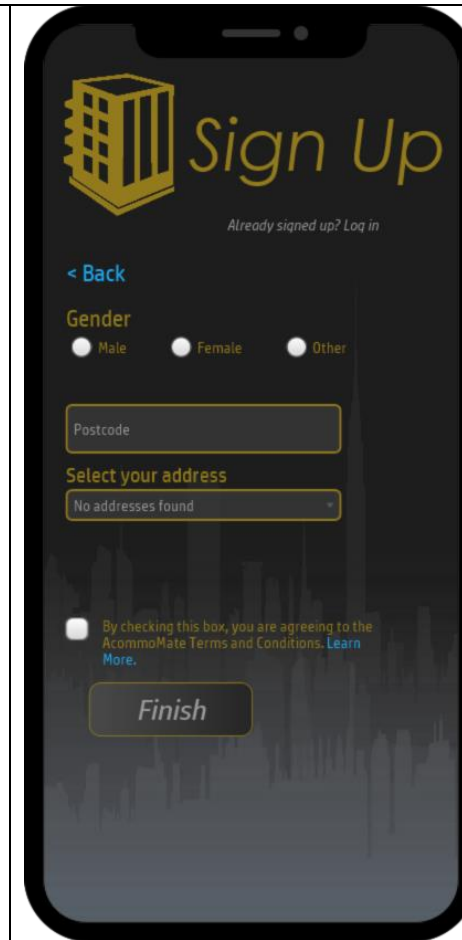 Sign Up
Already signed up? Log in
< Back
Gender
Male Female Other
Postcode
Select your address
No addresses found
By checking this box, you are agreeing to the
AcommoMate Terms and Conditions. Learn
More.
Finish